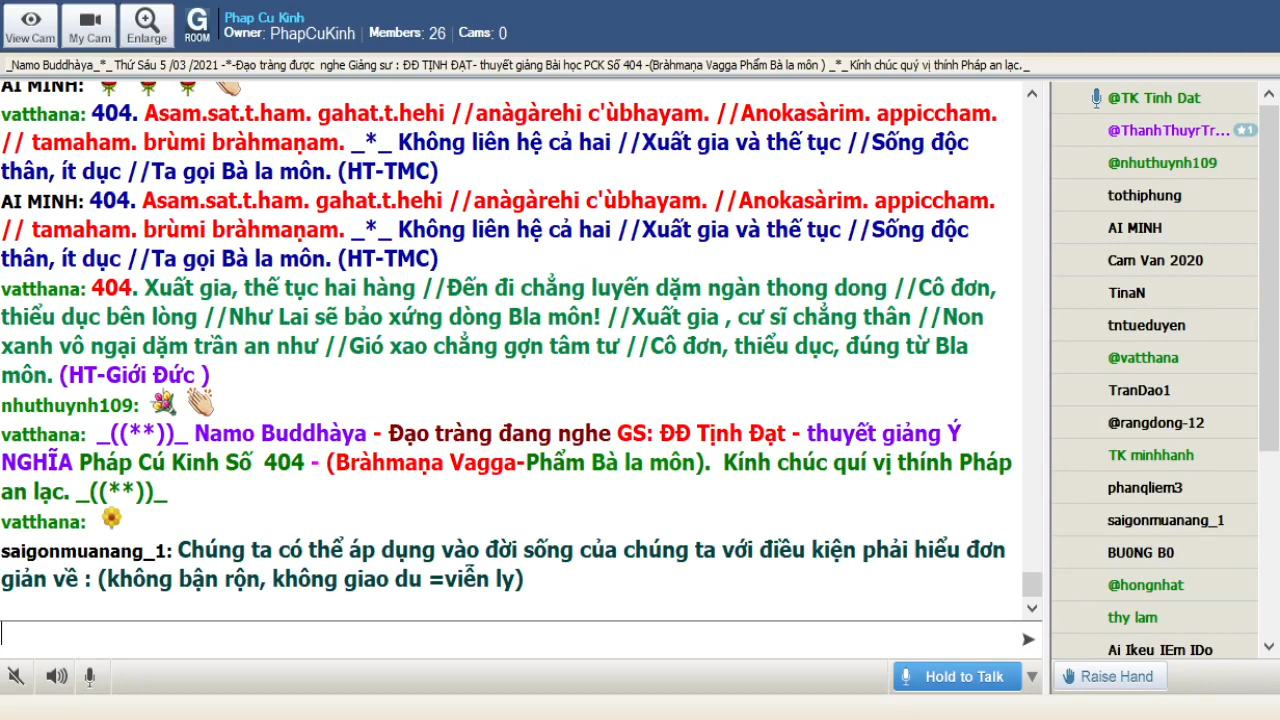 View Cam
My Cam
Enlarge
G
ROOM
Phap Cu Kinh
Owner: PhapCuKinh | Members: 26 | Cams: 0
_Namo Buddhàya_*_ Thứ Sáu 5 /03 /2021 -*-Đạo tràng được nghe Giảng sư : ĐĐ TỊNH ĐẠT- thuyết giảng Bài học PCK Số 404 -(Bràhmaṇa Vagga Phẩm Bà la môn ) _*_ Kính chúc quý vị thính Pháp an lạc._
AI MINH:
vatthana: 404. Asam.sat.t.ham. gahat.t.hehi //anàgàrehi c'ùbhayam. //Anokasàrim. appiccham.
// tamaham. brùmi bràhmaṇam. _*_ Không liên hệ cả hai //Xuất gia và thế tục //Sống độc
thân, ít dục //Ta gọi Bà la môn. (HT-TMC)
AI MINH: 404. Asam.sat.t.ham. gahat.t.hehi //anàgàrehi c'ùbhayam. //Anokasàrim. appiccham.
// tamaham. brùmi bràhmaṇam. _*_ Không liên hệ cả hai //Xuất gia và thế tục //Sống độc
thân, ít dục //Ta gọi Bà la môn. (HT-TMC)
vatthana: 404. Xuất gia, thế tục hai hàng //Đến đi chẳng luyến dặm ngàn thong dong //Cô đơn,
thiểu dục bên lòng //Như Lai sẽ bảo xứng dòng Bla môn! //Xuất gia , cư sĩ chẳng thân //Non
xanh vô ngại dặm trần an như //Gió xao chẳng gợn tâm tư //Cô đơn, thiểu dục, đúng từ Bla
môn. (HT-Giới Đức )
nhuthuynh109:
vatthana: _((**))_ Namo Buddhàya - Đạo tràng đang nghe GS: ĐĐ Tịnh Đạt - thuyết giảng Ý
NGHĨA Pháp Cú Kinh Số 404 - (Bràhmaṇa Vagga-Phẩm Bà la môn). Kính chúc quí vị thính Pháp
an lạc. _((**))_
vatthana:
saigonmuanang_1: Chúng ta có thể áp dụng vào đời sống của chúng ta với điều kiện phải hiểu đơn
giản về : (không bận rộn, không giao du =viễn ly)
Hold to Talk
@TK Tinh Dat
@ThanhThuyrTr... ★1
@nhuthuynh109
tothiphung
AI MINH
Cam Van 2020
TinaN
tntueduyen
@vatthana
TranDao1
@rangdong-12
TK minhhanh
phanqliem3
saigonmuanang_1
BU0NG B0
@hongnhat
thy lam
Ai Ikeu IEm IDo
Raise Hand